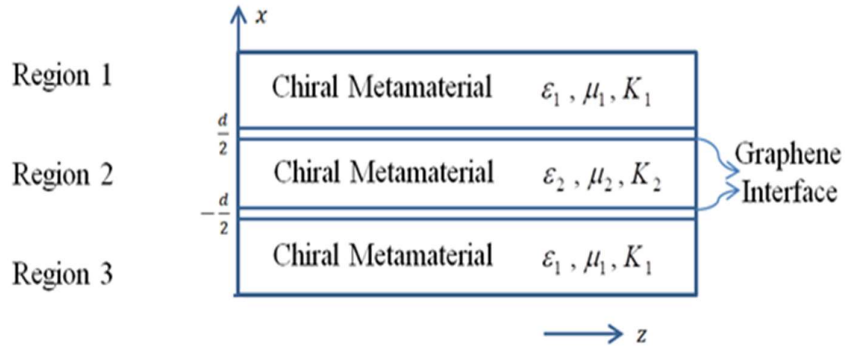 x
Region 1
Chiral Metamaterial ε₁ , μ₁, K₁
d/2
Region 2
Chiral Metamaterial ε₂ , μ₂, K₂
Graphene
Interface
−d/2
Region 3
Chiral Metamaterial ε₁ , μ₁, K₁
z